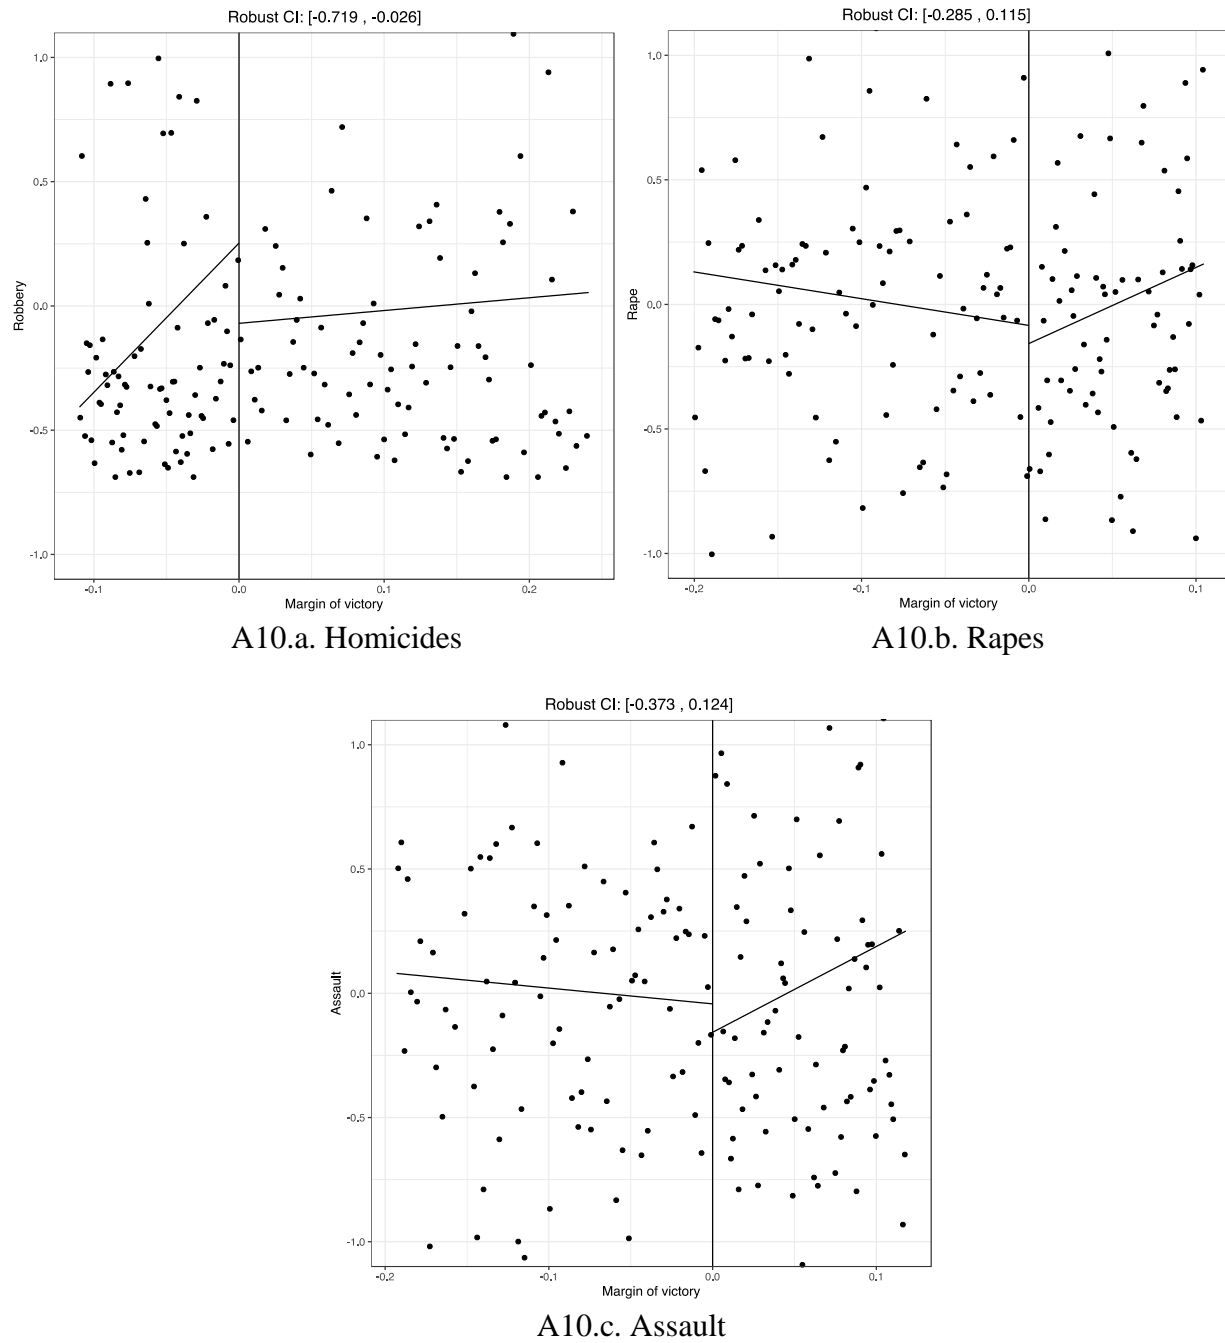 Robust CI: [-0.719 , -0.026]
1.0
0.5
0.0
-0.5
-1.0
Robbery
-0.1
0.0
0.1
0.2
Margin of victory
A10.a. Homicides
Robust CI: [-0.285 , 0.115]
1.0
0.5
0.0
-0.5
-1.0
Rape
-0.2
-0.1
0.0
0.1
Margin of victory
A10.b. Rapes
Robust CI: [-0.373 , 0.124]
1.0
0.5
0.0
-0.5
-1.0
Assault
-0.2
-0.1
0.0
0.1
Margin of victory
A10.c. Assault